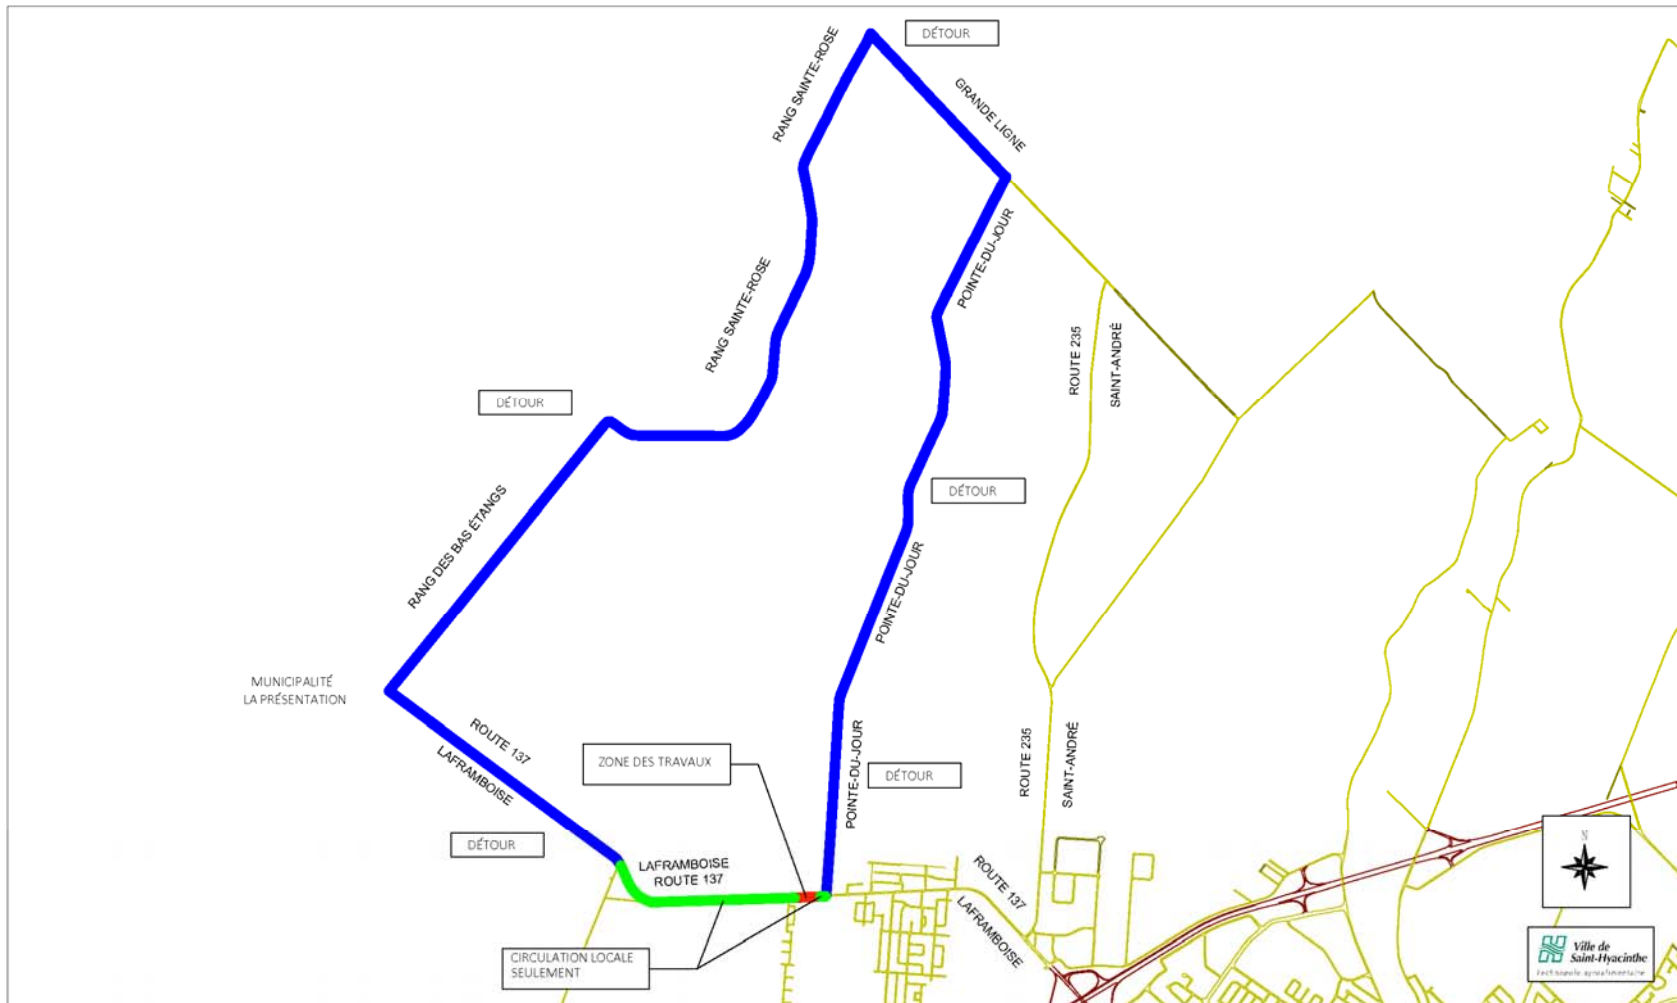 DÉTOUR
RANG SAINTE-ROSE
GRANDE LIGNE
POINTE-DU-JOUR
RANG SAINTE-ROSE
ROUTE 235
SAINT-ANDRÉ
DÉTOUR
DÉTOUR
RANG DES BAS ÉTANGS
POINTE-DU-JOUR
MUNICIPALITÉ
LA PRÉSENTATION
ROUTE 137
LAFRAMBOISE
ZONE DES TRAVAUX
POINTE-DU-JOUR
DÉTOUR
ROUTE 235
SAINT-ANDRÉ
DÉTOUR
LAFRAMBOISE
ROUTE 137
ROUTE 137
LAFRAMBOISE
N
CIRCULATION LOCALE
SEULEMENT
Ville de
Saint-Hyacinthe
Technopole agroalimentaire